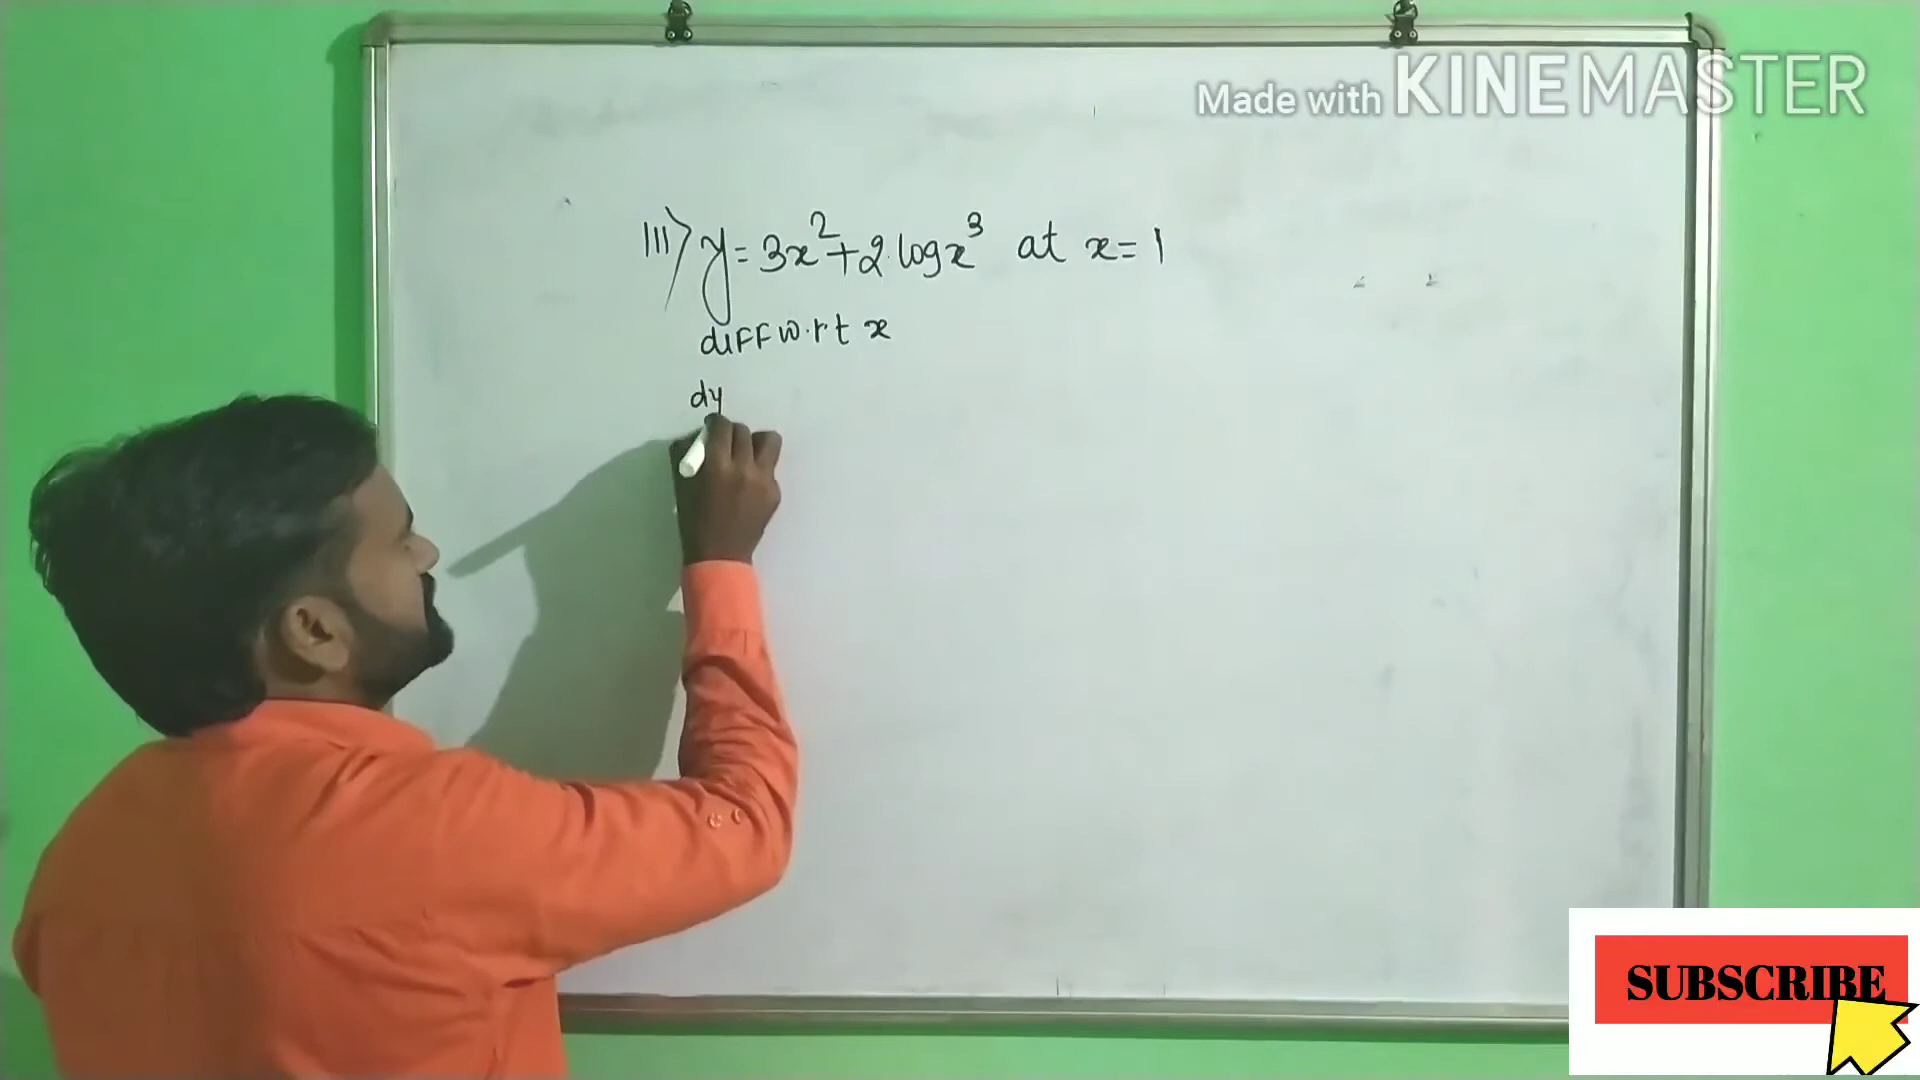 Made with KINEMASTER
III) y = 3x² + 2 log x³ at x = 1
diff w.r.t x
dy
SUBSCRIBE